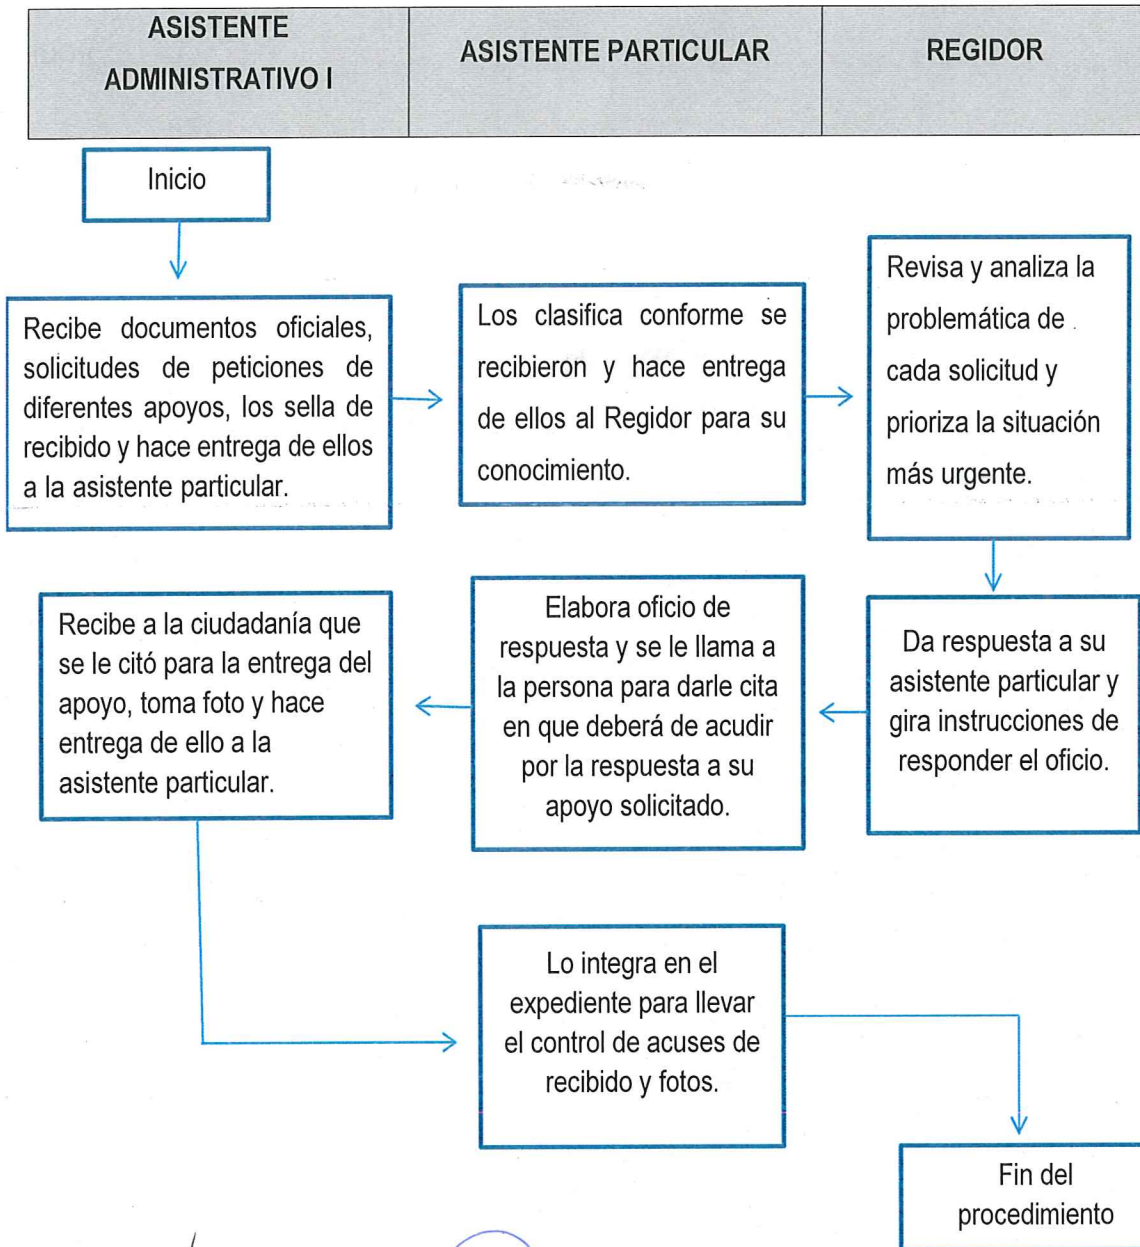 ASISTENTE
ADMINISTRATIVO I
ASISTENTE PARTICULAR
REGIDOR
Inicio
Recibe documentos oficiales,
solicitudes de peticiones de
diferentes apoyos, los sella de
recibido y hace entrega de ellos
a la asistente particular.
Los clasifica conforme se
recibieron y hace entrega
de ellos al Regidor para su
conocimiento.
Revisa y analiza la
problemática de
cada solicitud y
prioriza la situación
más urgente.
Da respuesta a su
asistente particular y
gira instrucciones de
responder el oficio.
Elabora oficio de
respuesta y se le llama a
la persona para darle cita
en que deberá de acudir
por la respuesta a su
apoyo solicitado.
Recibe a la ciudadanía que
se le citó para la entrega del
apoyo, toma foto y hace
entrega de ello a la
asistente particular.
Lo integra en el
expediente para llevar
el control de acuses de
recibido y fotos.
Fin del
procedimiento